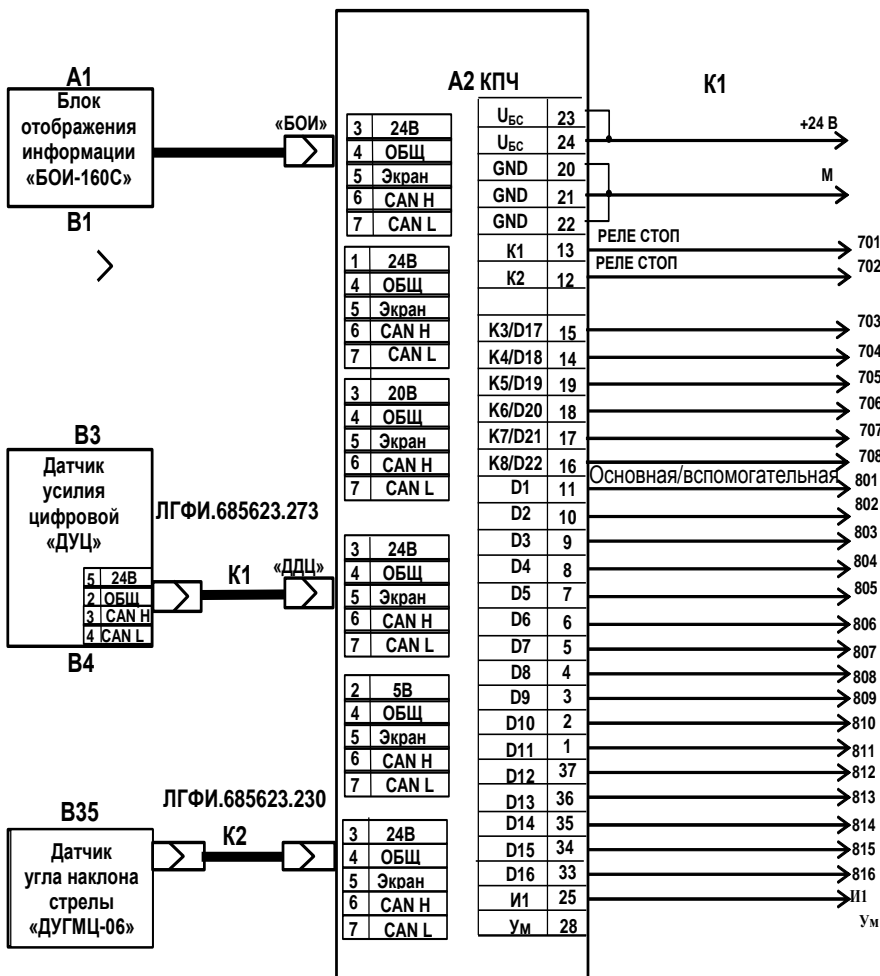 А1
Блок
отображения
информации
«БОИ-160С»
В1
«БОИ»
А2 КПЧ
К1
3 24В
4 ОБЩ
5 Экран
6 CAN H
7 CAN L
1 24В
4 ОБЩ
5 Экран
6 CAN H
7 CAN L
3 20В
4 ОБЩ
5 Экран
6 CAN H
7 CAN L
В3
Датчик
усилия
цифровой
«ДУЦ»
5 24В
2 ОБЩ
3 CAN H
4 CAN L
В4
ЛГФИ.685623.273
К1
«ДДЦ»
3 24В
4 ОБЩ
5 Экран
6 CAN H
7 CAN L
2 5В
4 ОБЩ
5 Экран
6 CAN H
7 CAN L
В35
Датчик
угла наклона
стрелы
«ДУГМЦ-06»
ЛГФИ.685623.230
К2
3 24В
4 ОБЩ
5 Экран
6 CAN H
7 CAN L
UБС 23
UБС 24 +24 В
GND 20
GND 21 М
GND 22
К1 13 РЕЛЕ СТОП 701
К2 12 РЕЛЕ СТОП 702
K3/D17 15 703
K4/D18 14 704
K5/D19 19 705
K6/D20 18 706
K7/D21 17 707
K8/D22 16 708
D1 11 Основная/вспомогательная 801
D2 10 802
D3 9 803
D4 8 804
D5 7 805
D6 6 806
D7 5 807
D8 4 808
D9 3 809
D10 2 810
D11 1 811
D12 37 812
D13 36 813
D14 35 814
D15 34 815
D16 33 816
И1 25 И1
Ум 28 Ум